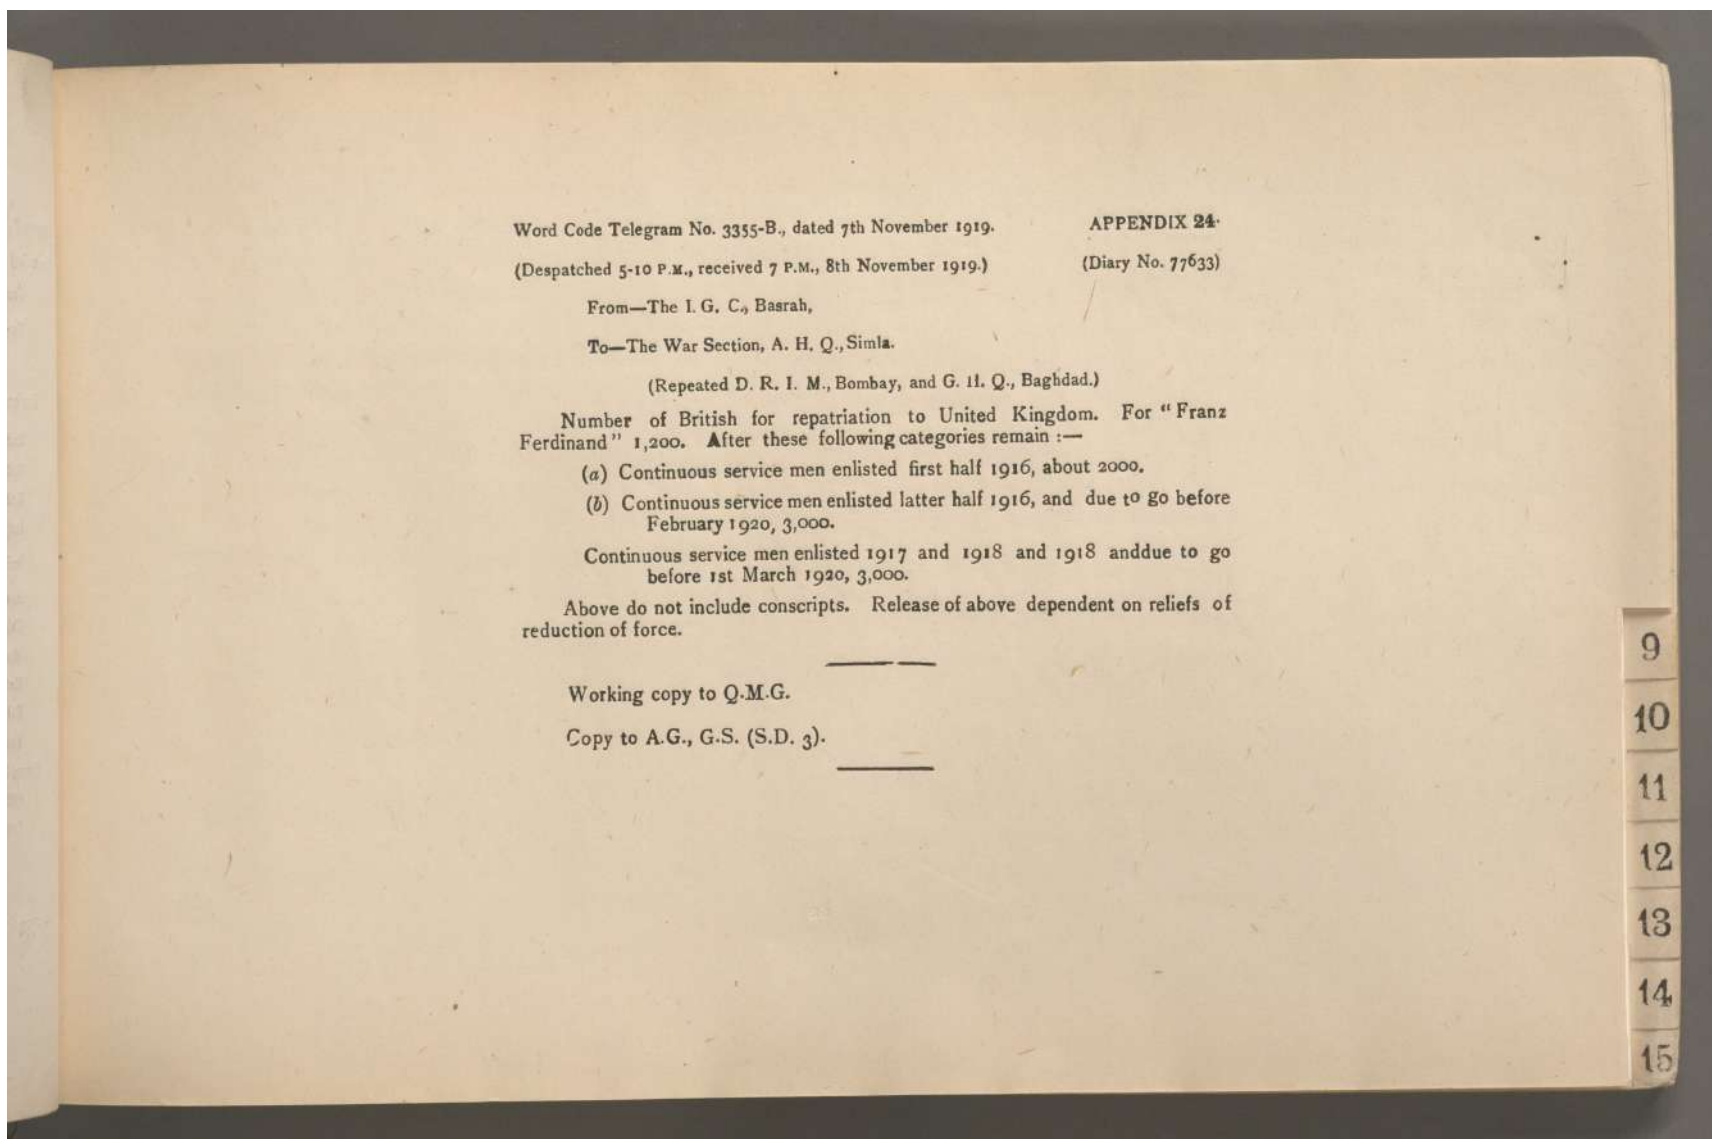 Word Code Telegram No. 3355-B., dated 7th November 1919. APPENDIX 24.
(Despatched 5-10 P.M., received 7 P.M., 8th November 1919.) (Diary No. 77633)
From—The I. G. C., Basrah,
To—The War Section, A. H. Q., Simla.
(Repeated D. R. I. M., Bombay, and G. H. Q., Baghdad.)
Number of British for repatriation to United Kingdom. For "Franz
Ferdinand" 1,200. After these following categories remain :—
(a) Continuous service men enlisted first half 1916, about 2000.
(b) Continuous service men enlisted latter half 1916, and due to go before
February 1920, 3,000.
Continuous service men enlisted 1917 and 1918 and 1918 anddue to go
before 1st March 1920, 3,000.
Above do not include conscripts. Release of above dependent on reliefs of
reduction of force.
Working copy to Q.M.G.
Copy to A.G., G.S. (S.D. 3).
9
10
11
12
13
14
15